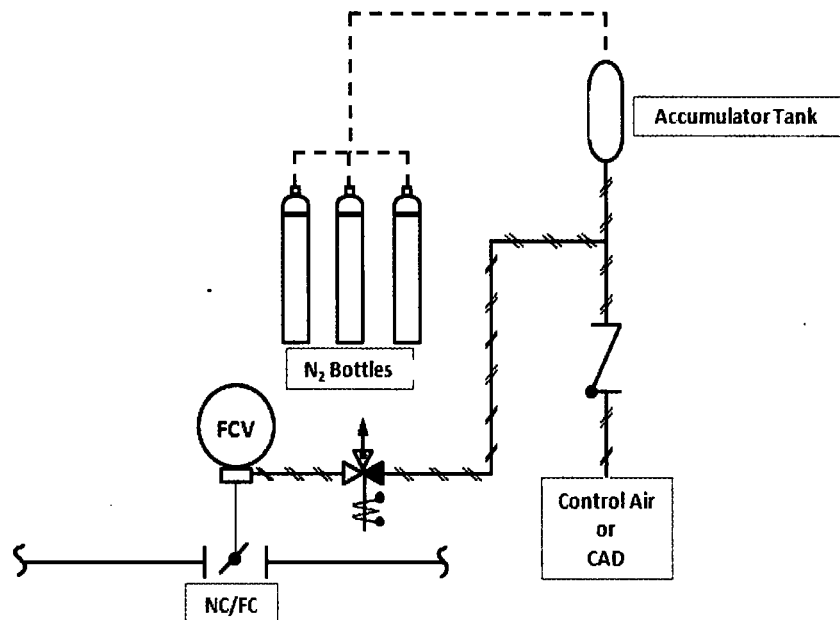 Accumulator Tank
N₂ Bottles
FCV
Control Air
or
CAD
NC/FC